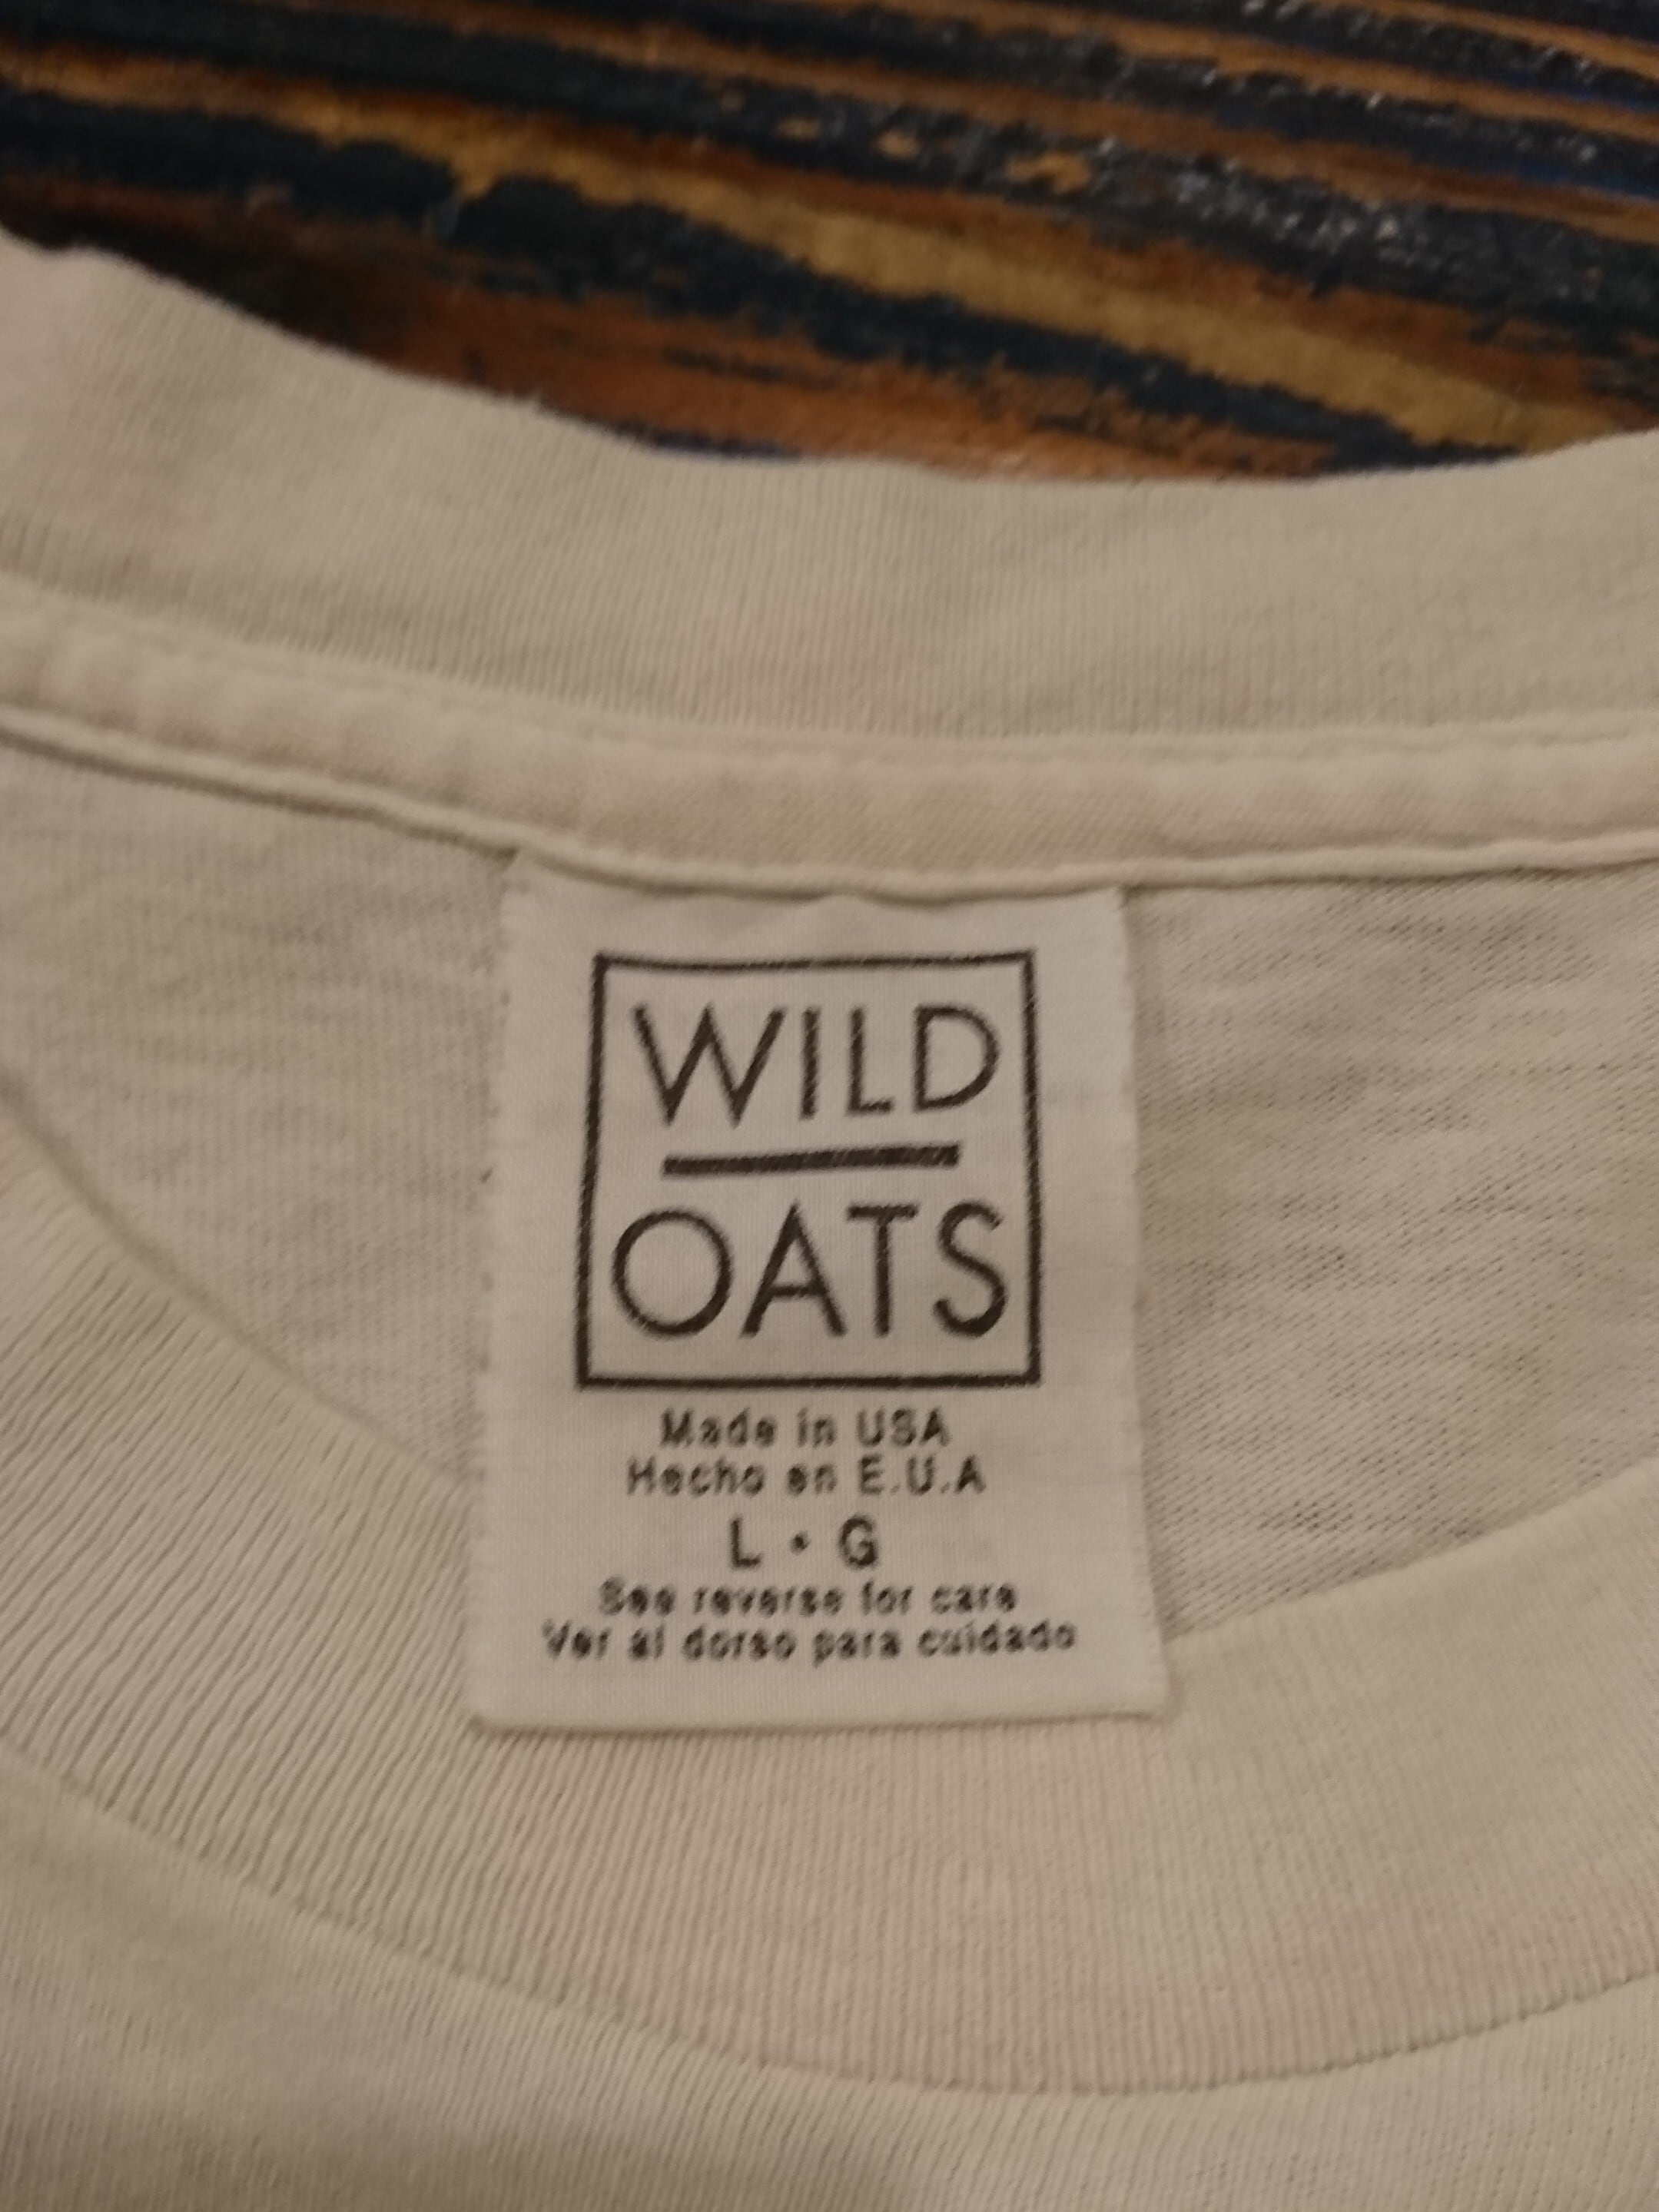 WILD
OATS
Made in USA
Hecho en E.U.A
L • G
See reverse for care
Ver al dorso para cuidado